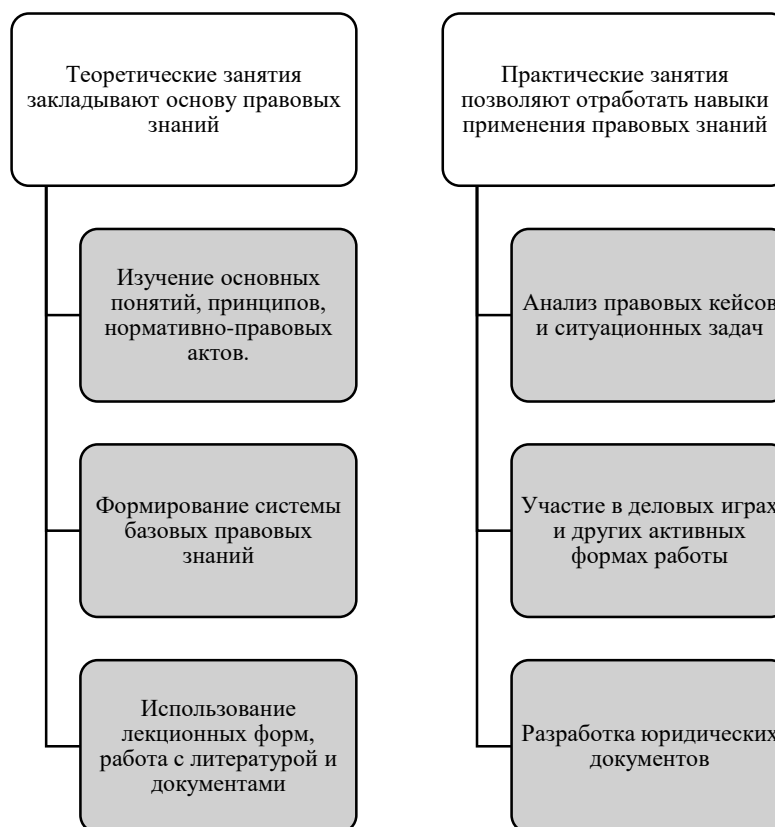 Теоретические занятия
закладывают основу правовых
знаний
Изучение основных
понятий, принципов,
нормативно-правовых
актов.
Формирование системы
базовых правовых
знаний
Использование
лекционных форм,
работа с литературой и
документами
Практические занятия
позволяют отработать навыки
применения правовых знаний
Анализ правовых кейсов
и ситуационных задач
Участие в деловых играх
и других активных
формах работы
Разработка юридических
документов